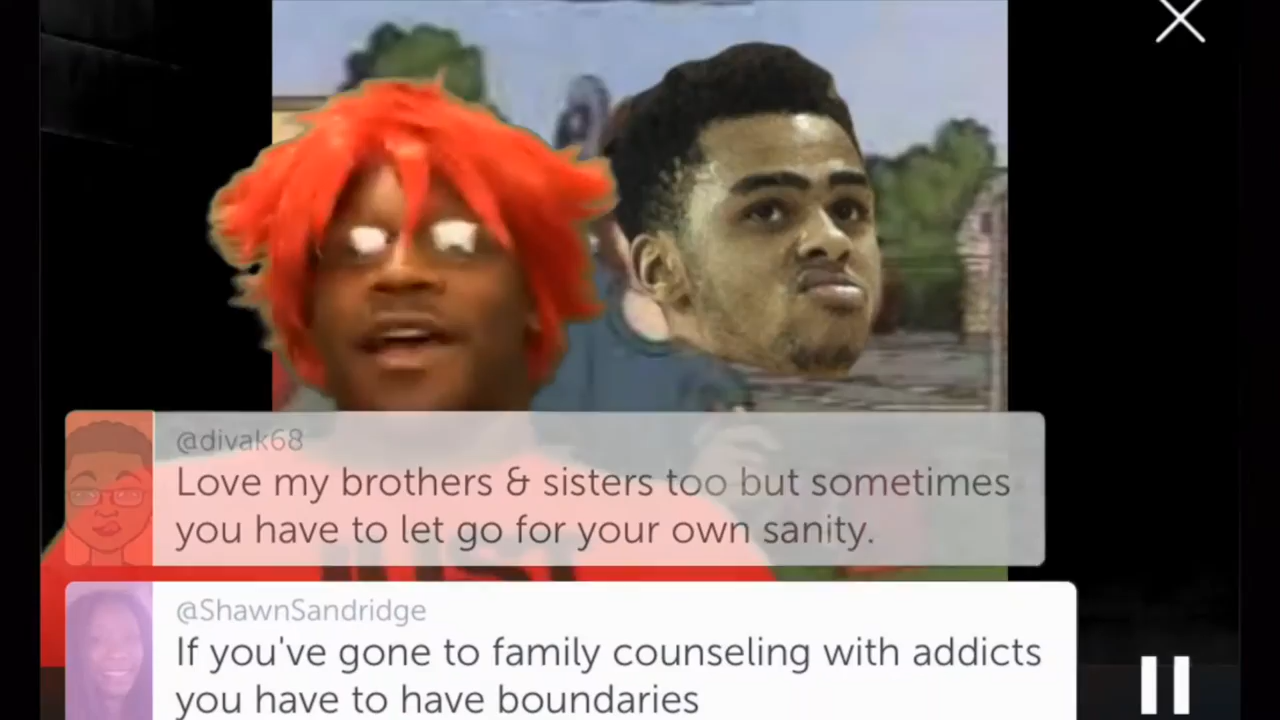 @divak68
Love my brothers & sisters too but sometimes
you have to let go for your own sanity.
@ShawnSandridge
If you've gone to family counseling with addicts
you have to have boundaries